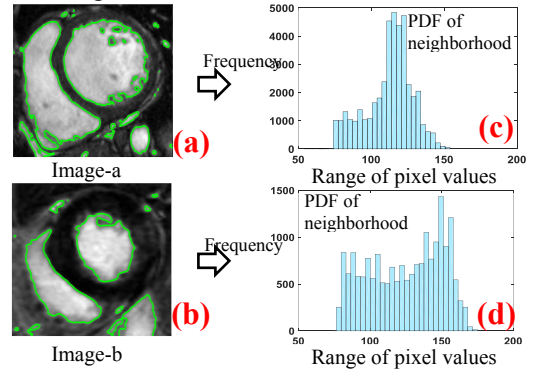 5000
4000
3000
2000
1000
0
Frequency
PDF of
neighborhood
(a)
(c)
50
100
150
200
Image-a
Range of pixel values
1500
1000
500
0
Frequency
PDF of
neighborhood
(b)
(d)
50
100
150
200
Image-b
Range of pixel values